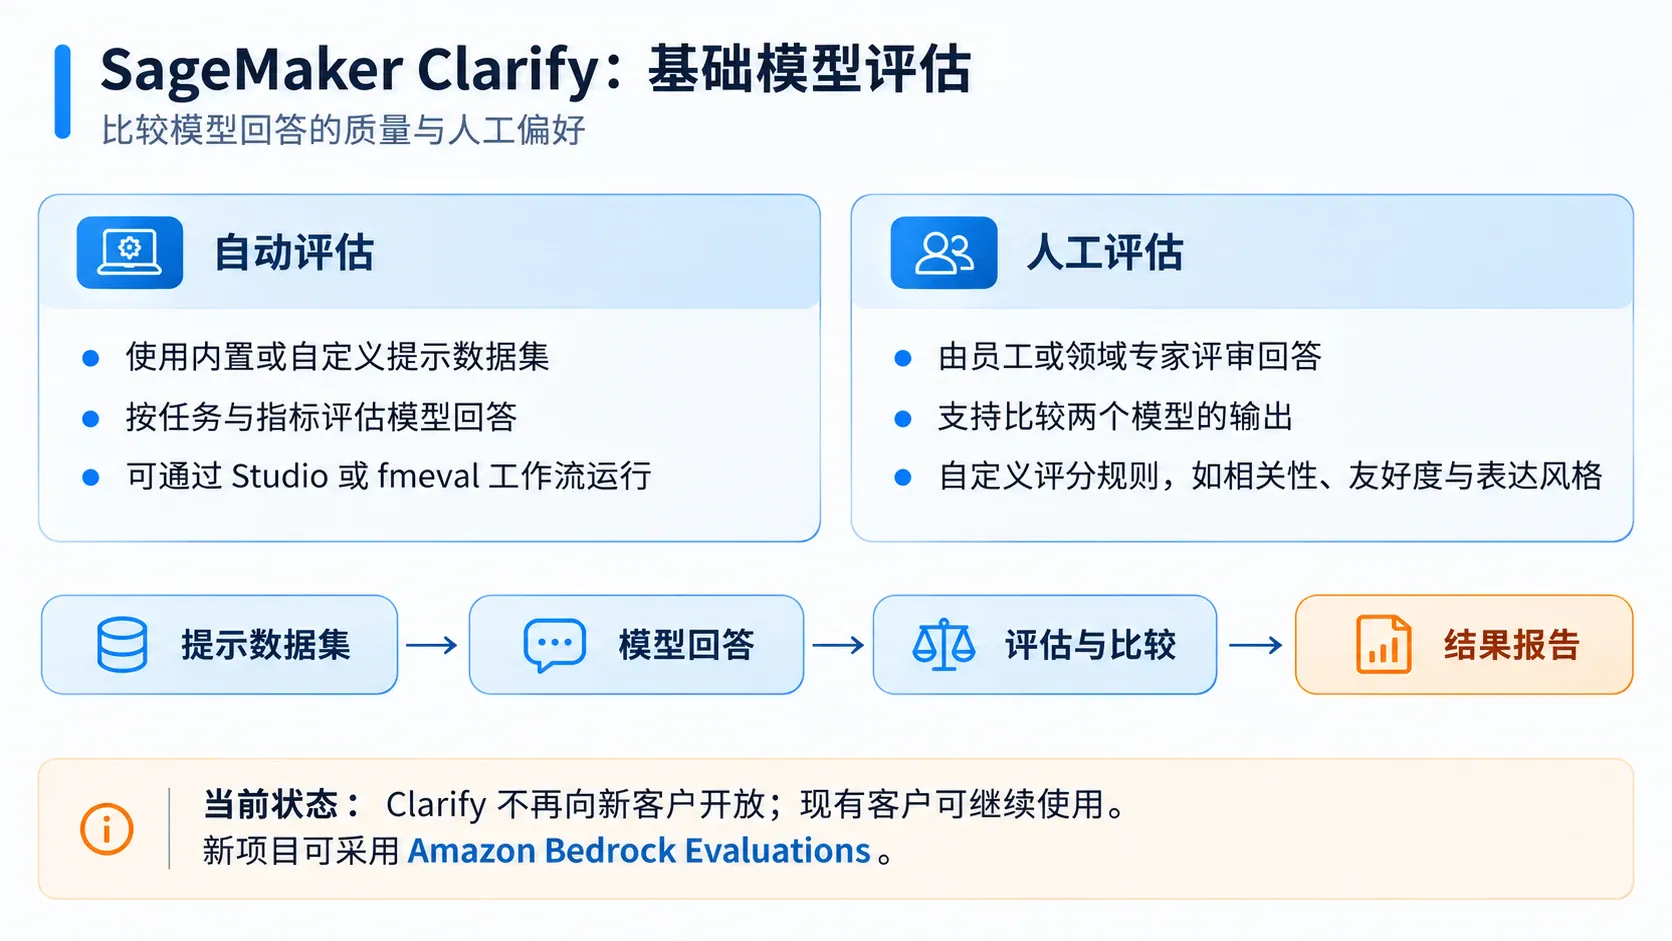 SageMaker Clarify：基础模型评估
比较模型回答的质量与人工偏好
自动评估
使用内置或自定义提示数据集
按任务与指标评估模型回答
可通过 Studio 或 fmeval 工作流运行
人工评估
由员工或领域专家评审回答
支持比较两个模型的输出
自定义评分规则，如相关性、友好度与表达风格
提示数据集
模型回答
评估与比较
结果报告
当前状态： Clarify 不再向新客户开放；现有客户可继续使用。
新项目可采用 Amazon Bedrock Evaluations。